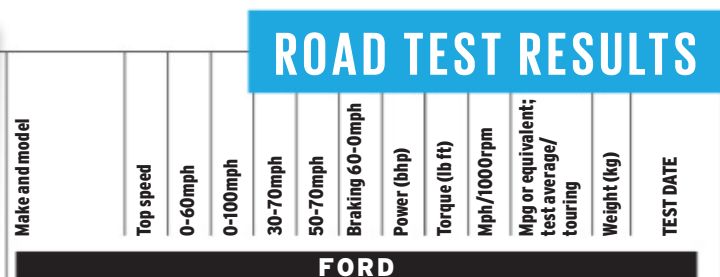 ROAD TEST RESULTS
Make and model
Top speed
0-60mph
0-100mph
30-70mph
50-70mph
Braking 60-0mph
Power (bhp)
Torque (lb ft)
Mph/1000rpm
Mpg or equivalent;
test average/
touring
Weight (kg)
TEST DATE
FORD